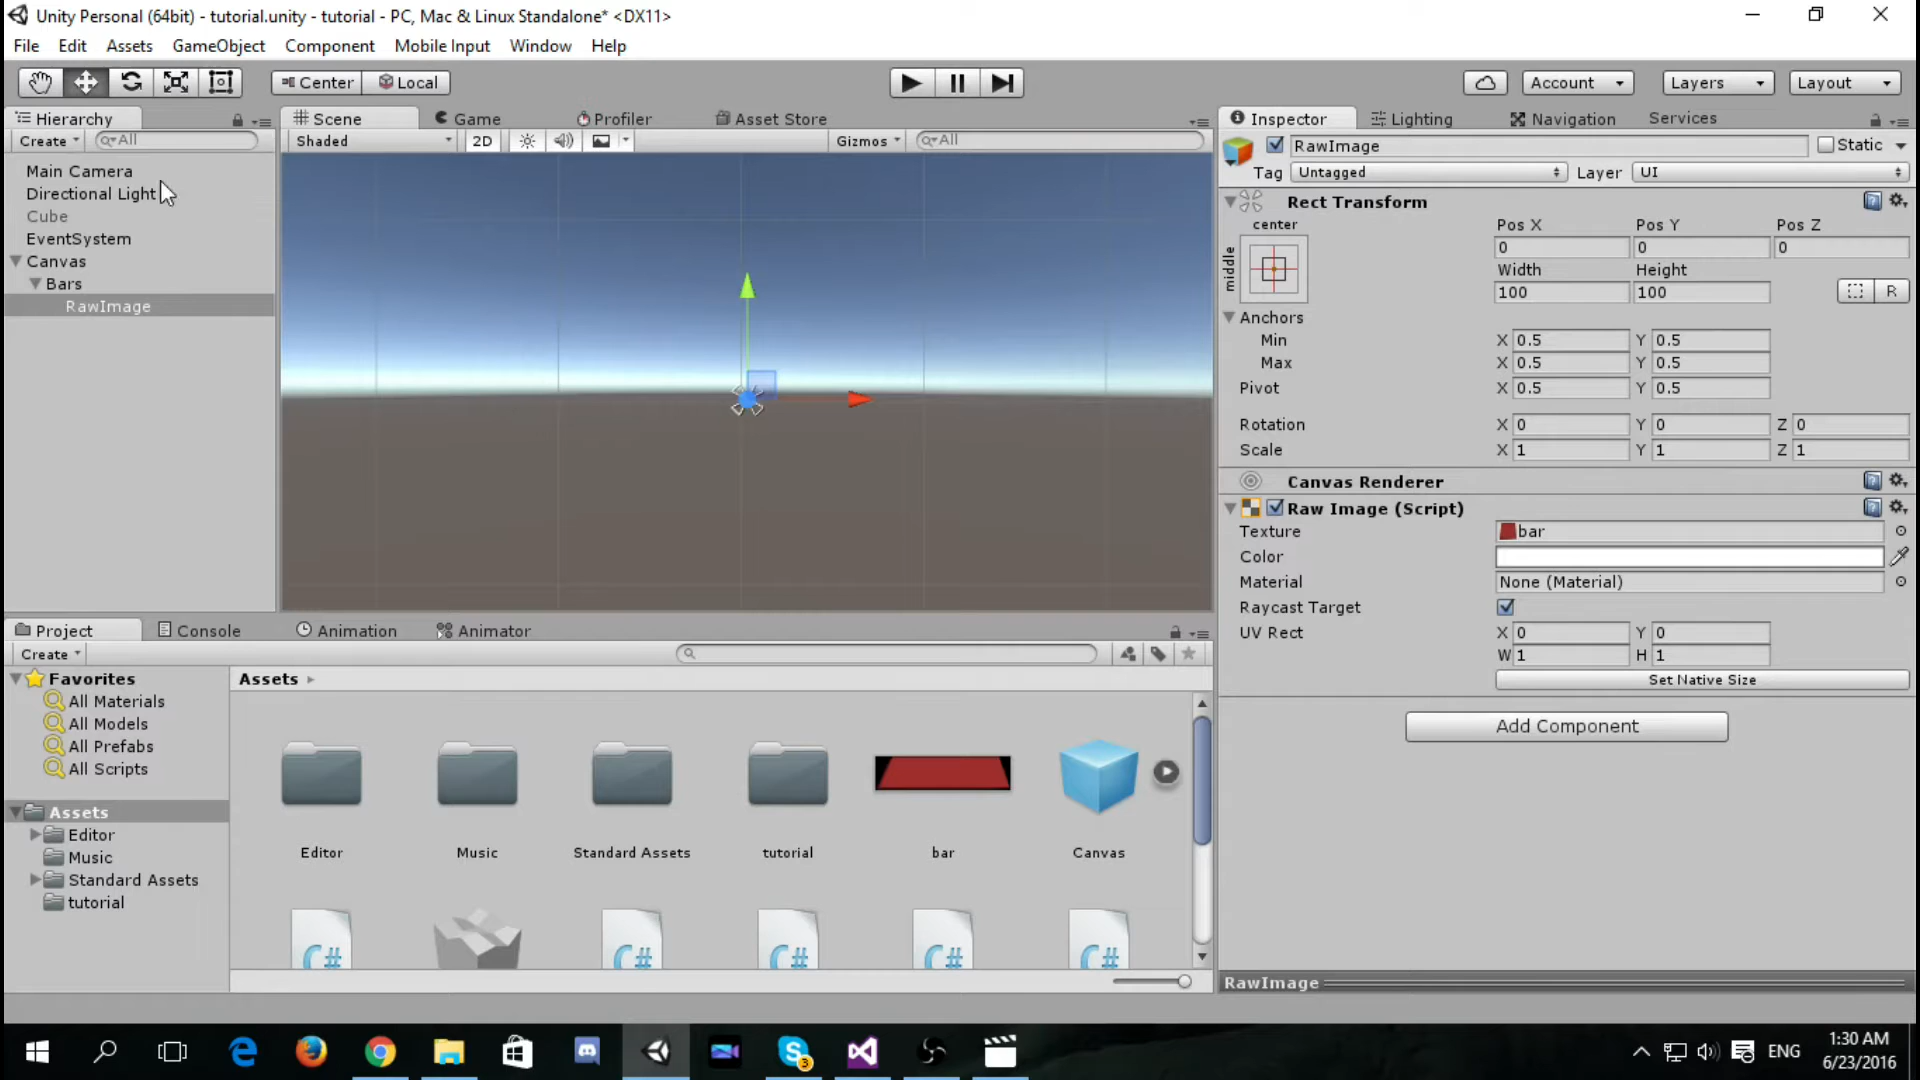 Unity Personal (64bit) - tutorial.unity - tutorial - PC, Mac & Linux Standalone* <DX11>
File Edit Assets GameObject Component Mobile Input Window Help
Center Local Account Layers Layout
Hierarchy Scene Game Profiler Asset Store Inspector Lighting Navigation Services
Create All Shaded 2D Gizmos All RawImage Static
Tag Untagged Layer UI
Main Camera
Directional Light
Cube
EventSystem
Canvas
Bars
RawImage
Rect Transform
center Pos X Pos Y Pos Z
middle 0 0 0
Width Height
100 100 R
Anchors
Min X 0.5 Y 0.5
Max X 0.5 Y 0.5
Pivot X 0.5 Y 0.5
Rotation X 0 Y 0 Z 0
Scale X 1 Y 1 Z 1
Canvas Renderer
Raw Image (Script)
Texture bar
Color
Material None (Material)
Raycast Target
UV Rect X 0 Y 0
W 1 H 1
Set Native Size
Add Component
RawImage
Project Console Animation Animator
Create
Favorites
All Materials
All Models
All Prefabs
All Scripts
Assets
Editor
Music
Standard Assets
tutorial
Assets
Editor Music Standard Assets tutorial bar Canvas
C# C# C# C# C#
3
ENG
1:30 AM
6/23/2016